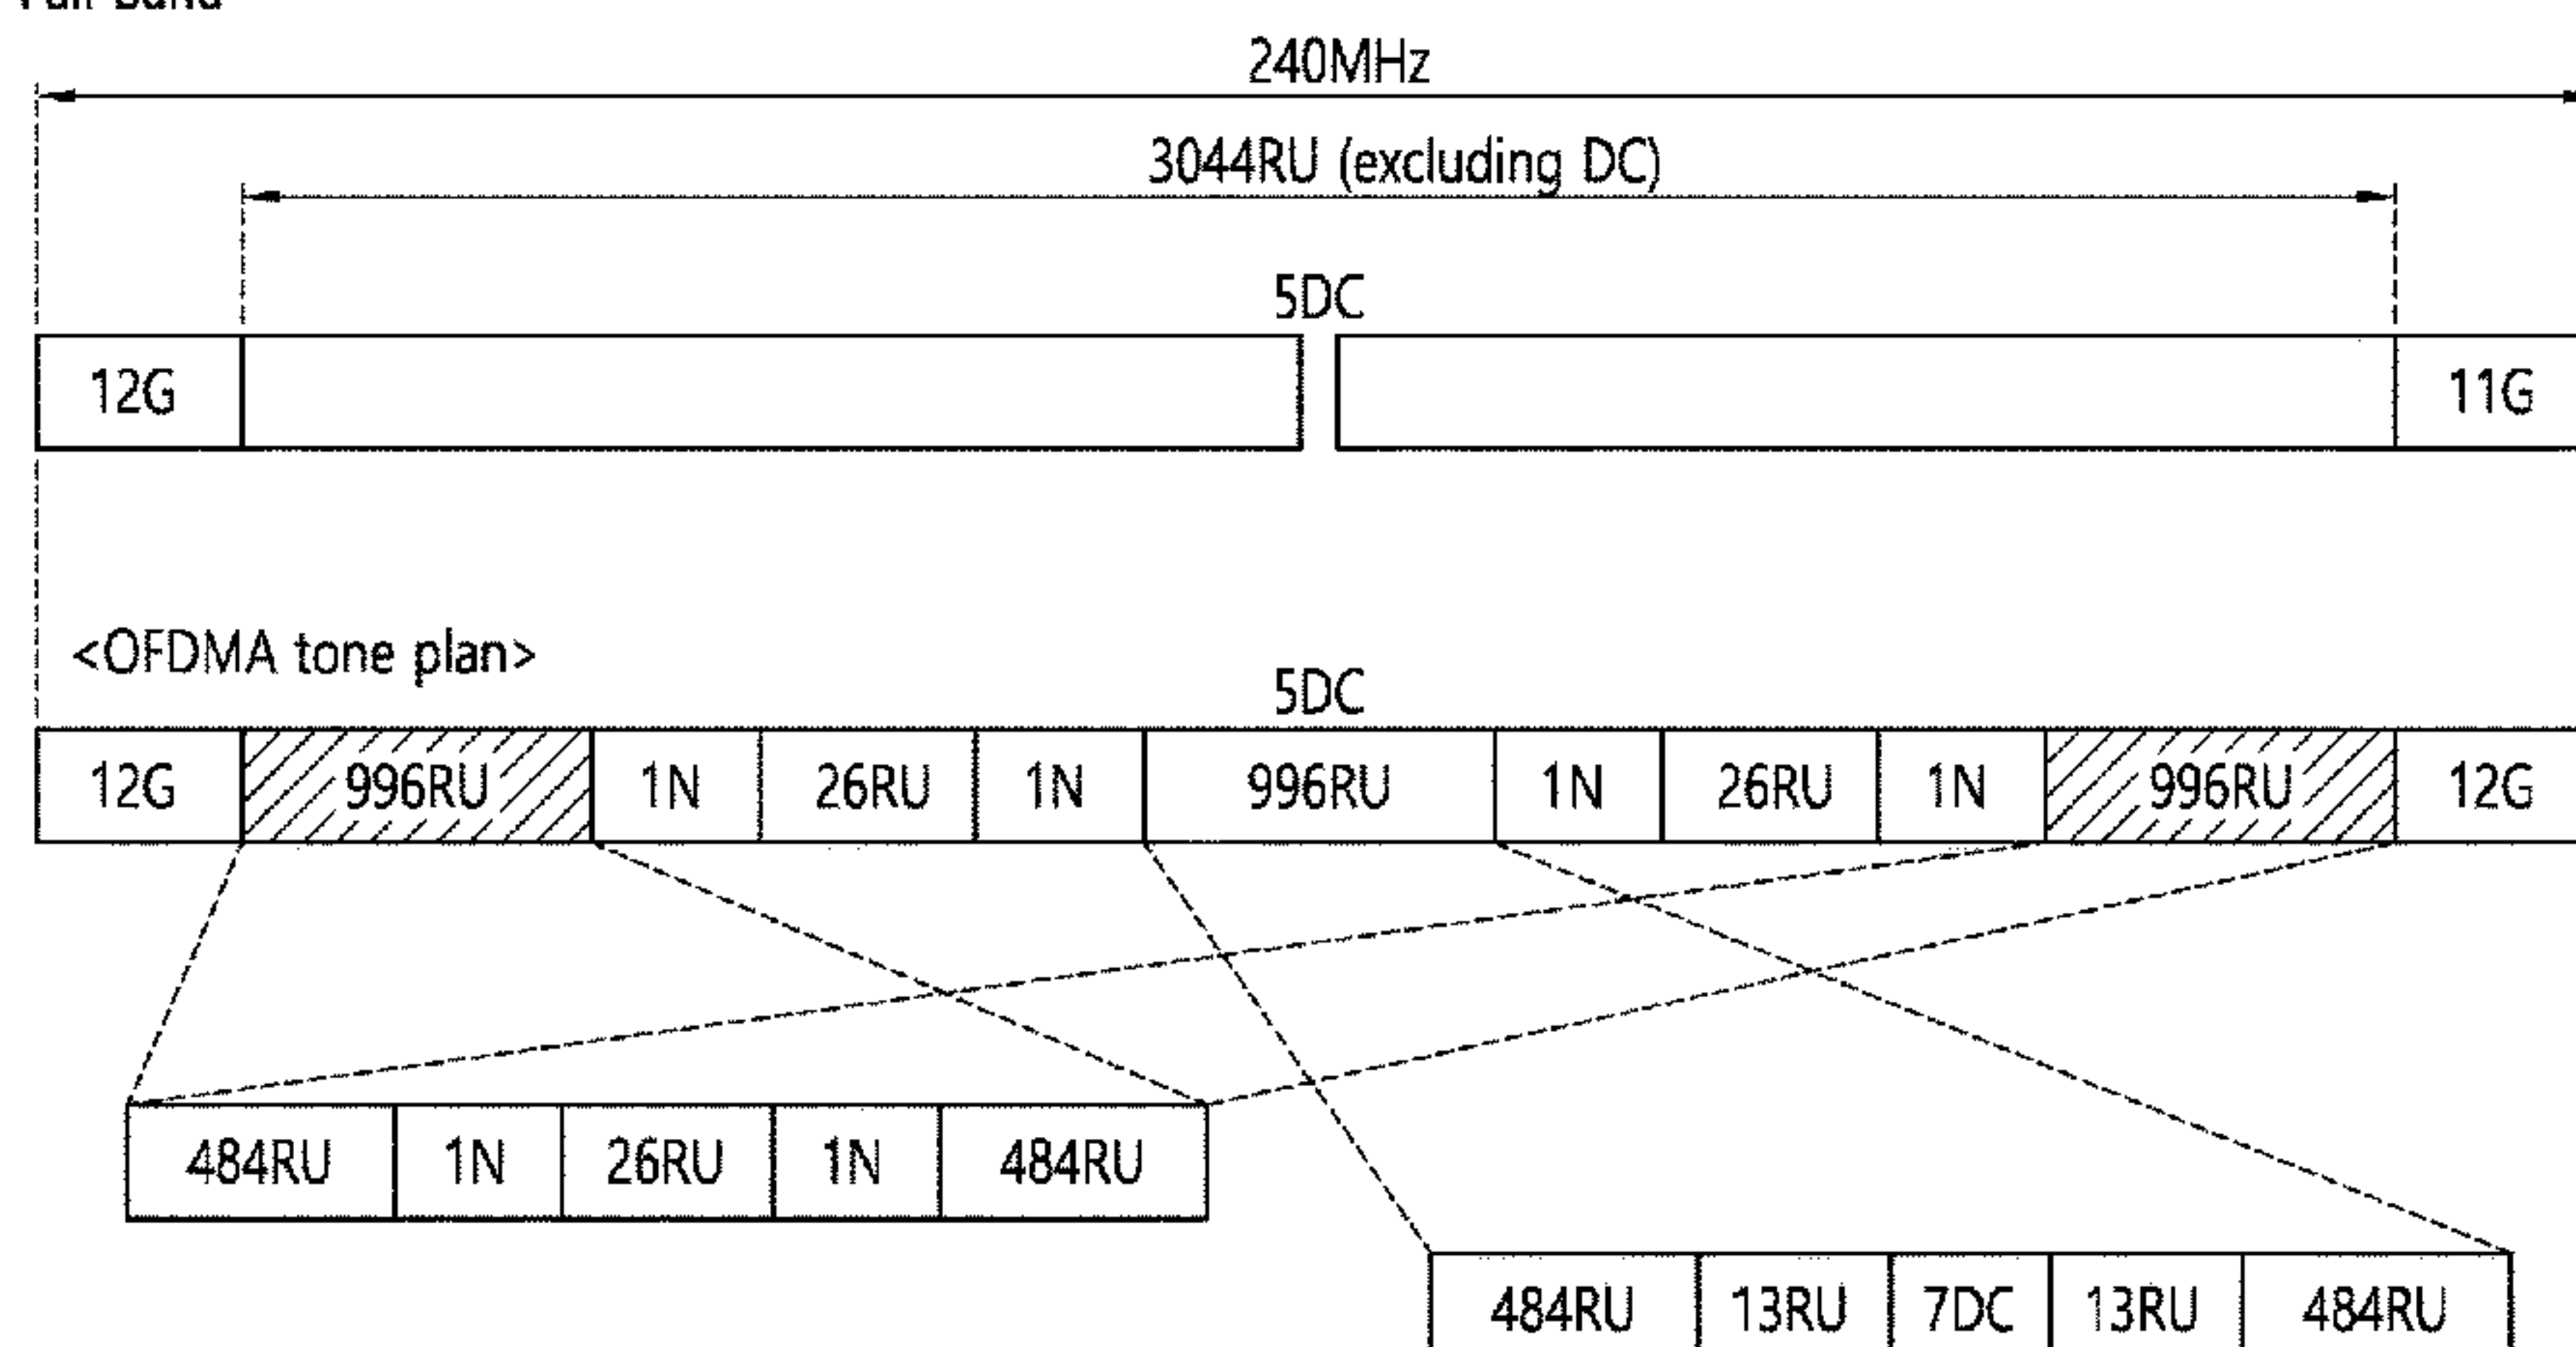 240MHz
3044RU (excluding DC)
5DC
12G 11G
<OFDMA tone plan>
5DC
12G 996RU 1N 26RU 1N 996RU 1N 26RU 1N 996RU 12G
484RU 1N 26RU 1N 484RU
484RU 13RU 7DC 13RU 484RU